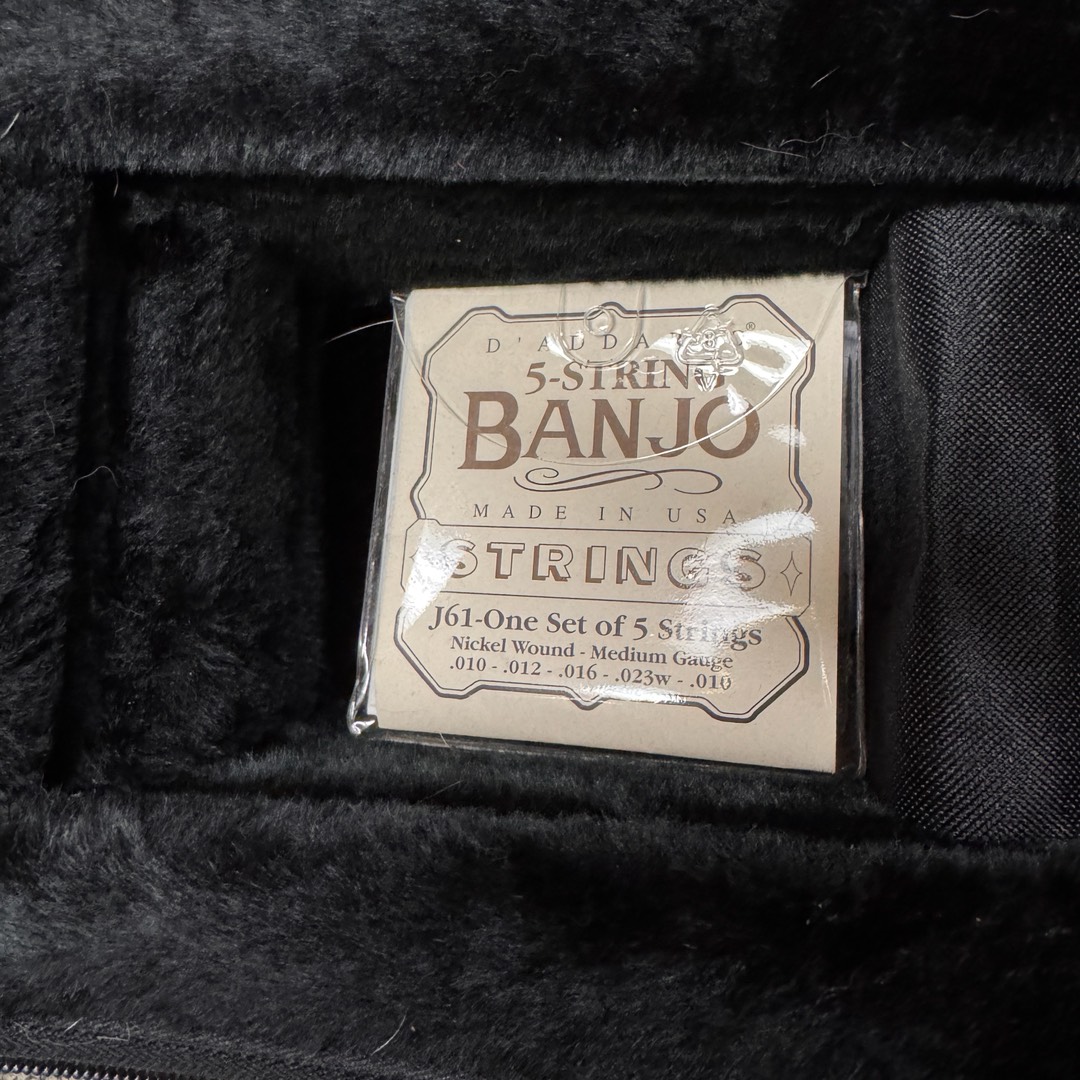 D'ADDARIO®
5-STRING
BANJO
MADE IN USA
STRINGS
J61-One Set of 5 Strings
Nickel Wound - Medium Gauge
.010 - .012 - .016 - .023w - .010